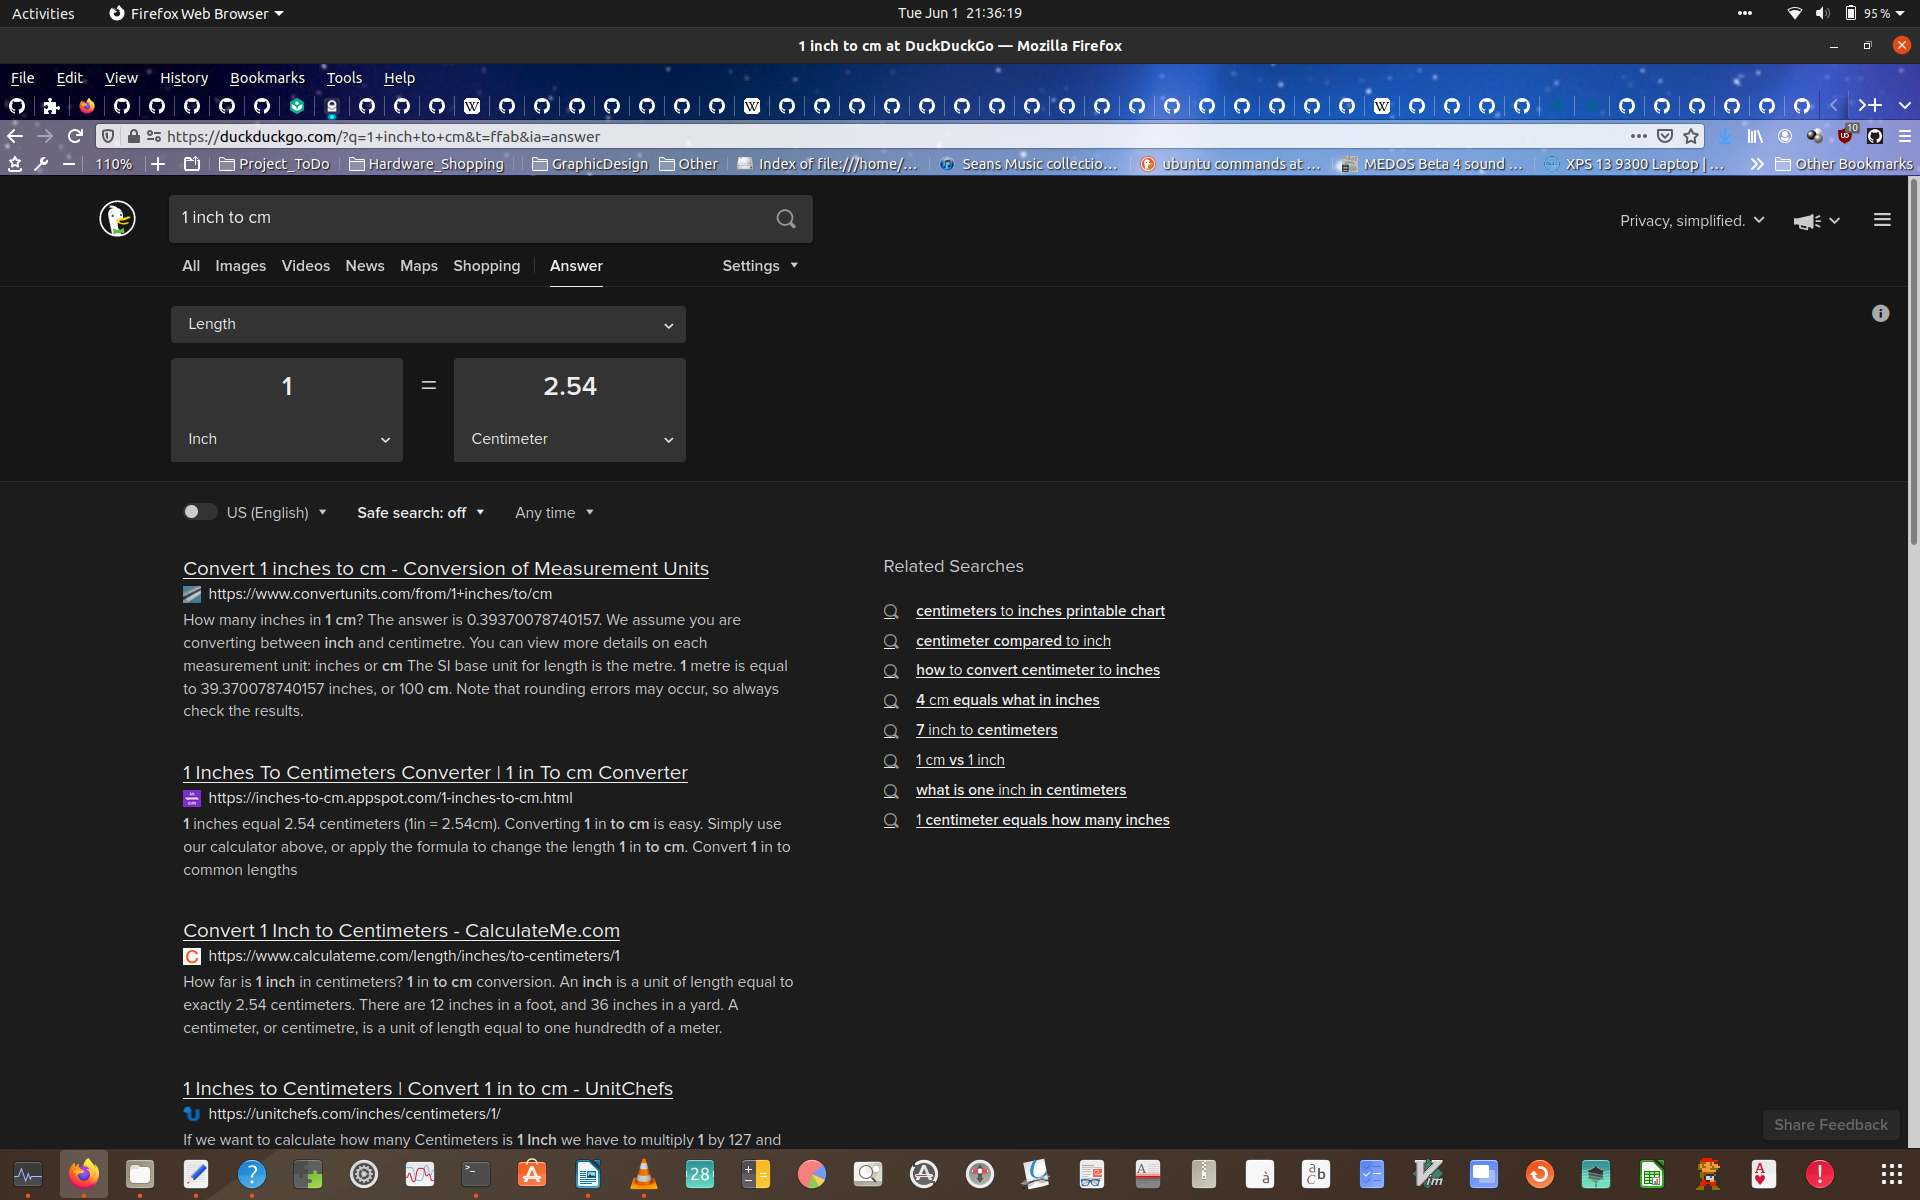 Activities
Firefox Web Browser
Tue Jun 1 21:36:19
95 %
1 inch to cm at DuckDuckGo — Mozilla Firefox
File Edit View History Bookmarks Tools Help
https://duckduckgo.com/?q=1+inch+to+cm&t=ffab&ia=answer
10
110%
Project_ToDo
Hardware_Shopping
GraphicDesign
Other
Index of file:///home/...
Seans Music collectio...
ubuntu commands at ...
MEDOS Beta 4 sound ...
XPS 13 9300 Laptop | ...
Other Bookmarks
1 inch to cm
Privacy, simplified.
All Images Videos News Maps Shopping Answer Settings
Length
1 = 2.54
Inch Centimeter
US (English) Safe search: off Any time
Convert 1 inches to cm - Conversion of Measurement Units
https://www.convertunits.com/from/1+inches/to/cm
How many inches in 1 cm? The answer is 0.39370078740157. We assume you are
converting between inch and centimetre. You can view more details on each
measurement unit: inches or cm The SI base unit for length is the metre. 1 metre is equal
to 39.370078740157 inches, or 100 cm. Note that rounding errors may occur, so always
check the results.
1 Inches To Centimeters Converter | 1 in To cm Converter
https://inches-to-cm.appspot.com/1-inches-to-cm.html
1 inches equal 2.54 centimeters (1in = 2.54cm). Converting 1 in to cm is easy. Simply use
our calculator above, or apply the formula to change the length 1 in to cm. Convert 1 in to
common lengths
Convert 1 Inch to Centimeters - CalculateMe.com
https://www.calculateme.com/length/inches/to-centimeters/1
How far is 1 inch in centimeters? 1 in to cm conversion. An inch is a unit of length equal to
exactly 2.54 centimeters. There are 12 inches in a foot, and 36 inches in a yard. A
centimeter, or centimetre, is a unit of length equal to one hundredth of a meter.
1 Inches to Centimeters | Convert 1 in to cm - UnitChefs
https://unitchefs.com/inches/centimeters/1/
If we want to calculate how many Centimeters is 1 Inch we have to multiply 1 by 127 and
Related Searches
centimeters to inches printable chart
centimeter compared to inch
how to convert centimeter to inches
4 cm equals what in inches
7 inch to centimeters
1 cm vs 1 inch
what is one inch in centimeters
1 centimeter equals how many inches
Share Feedback
28